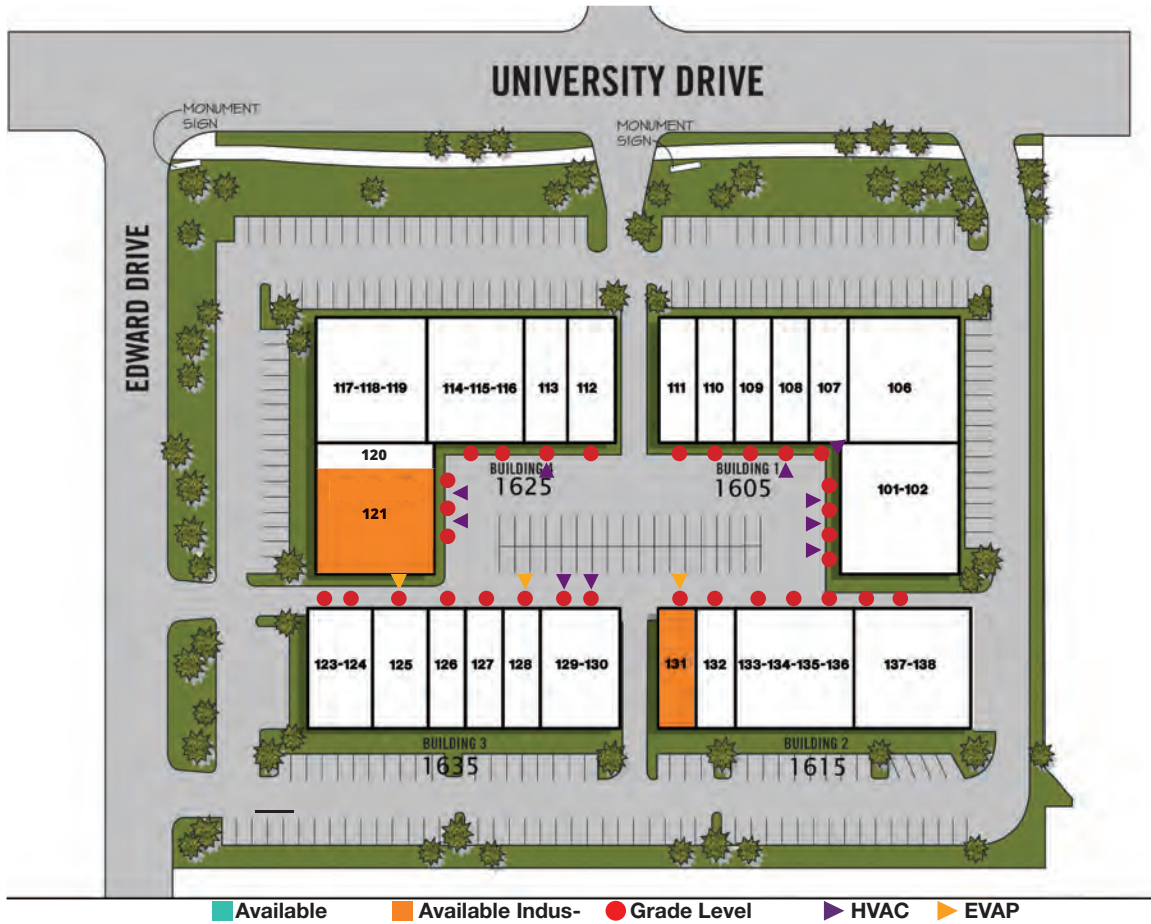 UNIVERSITY DRIVE
MONUMENT
SIGN
MONUMENT
SIGN
EDWARD DRIVE
117-118-119
114-115-116
113
112
111
110
109
108
107
106
120
121
101-102
BUILDING 4
1625
BUILDING 1
1605
123-124
125
126
127
128
129-130
131
132
133-134-135-136
137-138
BUILDING 3
1635
BUILDING 2
1615
Available
Available Indus-
Grade Level
HVAC
EVAP